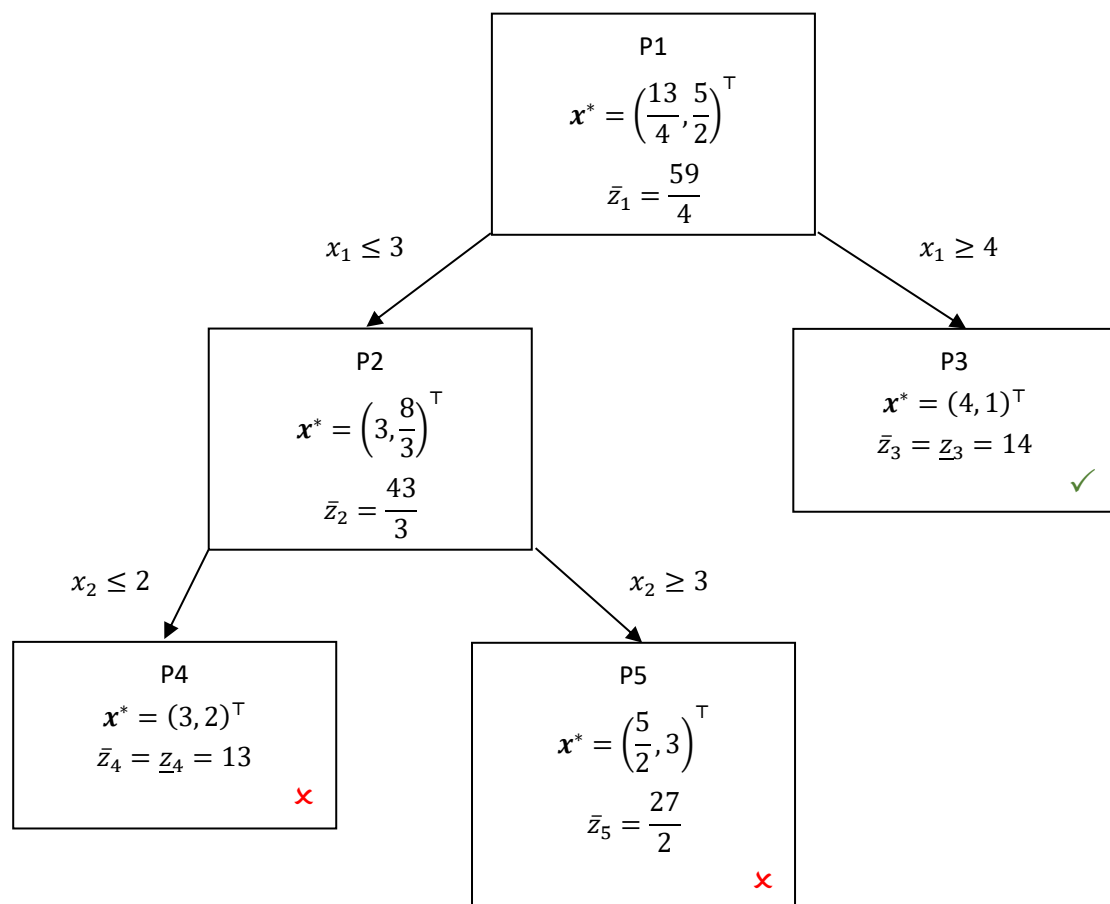 P1
𝒙* = (13/4, 5/2)^⊤
z̄₁ = 59/4
x₁ ≤ 3
x₁ ≥ 4
P2
𝒙* = (3, 8/3)^⊤
z̄₂ = 43/3
P3
𝒙* = (4, 1)^⊤
z̄₃ = z̲₃ = 14
✓
x₂ ≤ 2
x₂ ≥ 3
P4
𝒙* = (3, 2)^⊤
z̄₄ = z̲₄ = 13
✘
P5
𝒙* = (5/2, 3)^⊤
z̄₅ = 27/2
✘